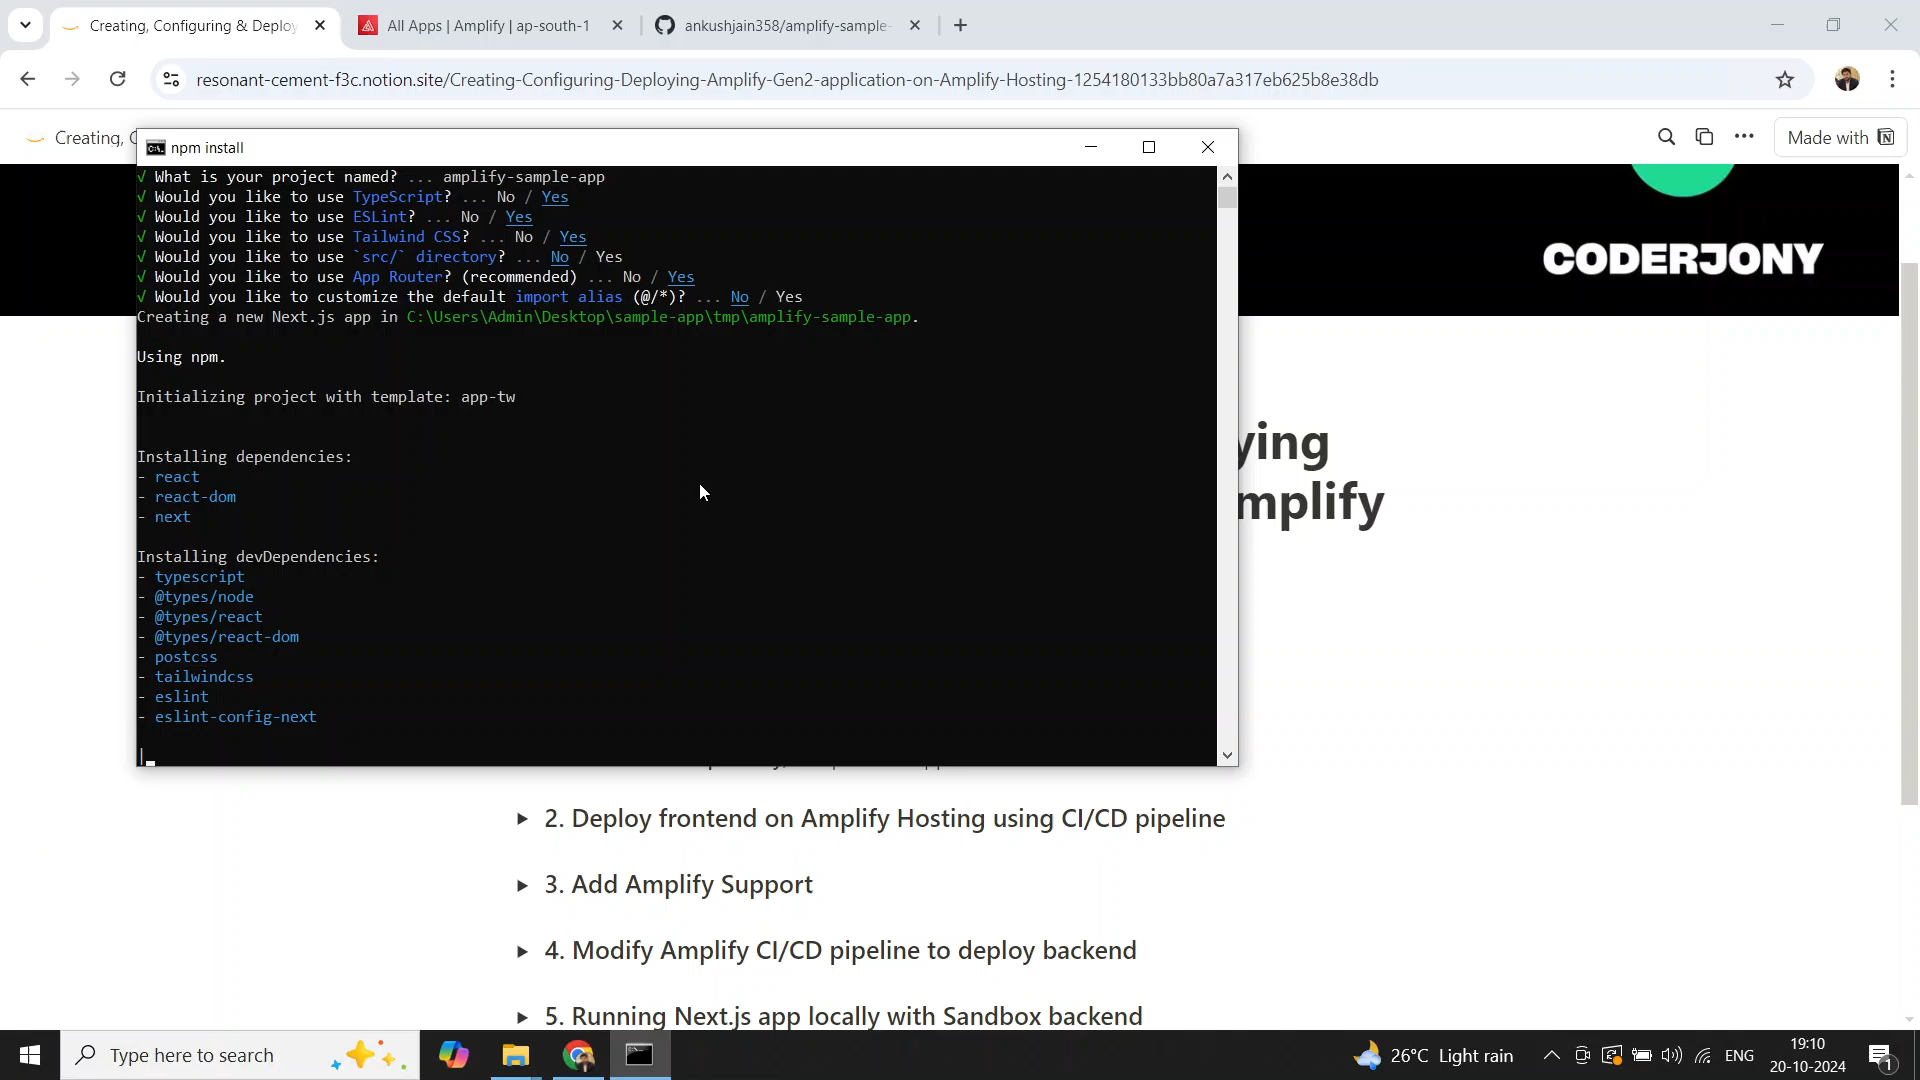 Creating, Configuring & Deploy
All Apps | Amplify | ap-south-1
ankushjain358/amplify-sample-
resonant-cement-f3c.notion.site/Creating-Configuring-Deploying-Amplify-Gen2-application-on-Amplify-Hosting-1254180133bb80a7a317eb625b8e38db
Creating, C
Made with
npm install
√ What is your project named? ... amplify-sample-app
√ Would you like to use TypeScript? ... No / Yes
√ Would you like to use ESLint? ... No / Yes
√ Would you like to use Tailwind CSS? ... No / Yes
√ Would you like to use `src/` directory? ... No / Yes
√ Would you like to use App Router? (recommended) ... No / Yes
√ Would you like to customize the default import alias (@/*)? ... No / Yes
Creating a new Next.js app in C:\Users\Admin\Desktop\sample-app\tmp\amplify-sample-app.
Using npm.
Initializing project with template: app-tw
Installing dependencies:
- react
- react-dom
- next
Installing devDependencies:
- typescript
- @types/node
- @types/react
- @types/react-dom
- postcss
- tailwindcss
- eslint
- eslint-config-next
|
CODERJONY
ying
mplify
2. Deploy frontend on Amplify Hosting using CI/CD pipeline
3. Add Amplify Support
4. Modify Amplify CI/CD pipeline to deploy backend
5. Running Next.js app locally with Sandbox backend
Type here to search
26°C Light rain
ENG
19:10
20-10-2024
1